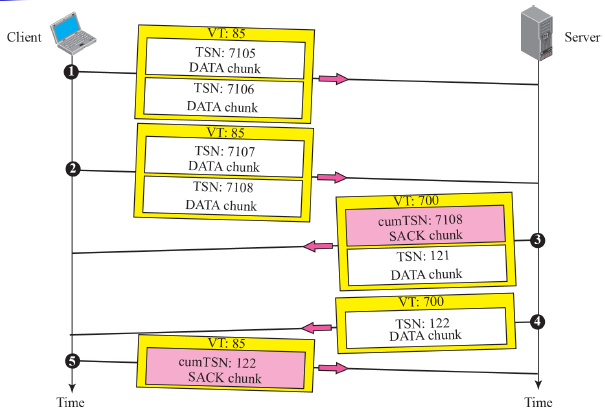 Client
Server
VT: 85
TSN: 7105
DATA chunk
1
TSN: 7106
DATA chunk
VT: 85
TSN: 7107
DATA chunk
2
TSN: 7108
DATA chunk
VT: 700
cumTSN: 7108
SACK chunk
3
TSN: 121
DATA chunk
VT: 700
TSN: 122
DATA chunk
4
VT: 85
cumTSN: 122
SACK chunk
5
Time
Time